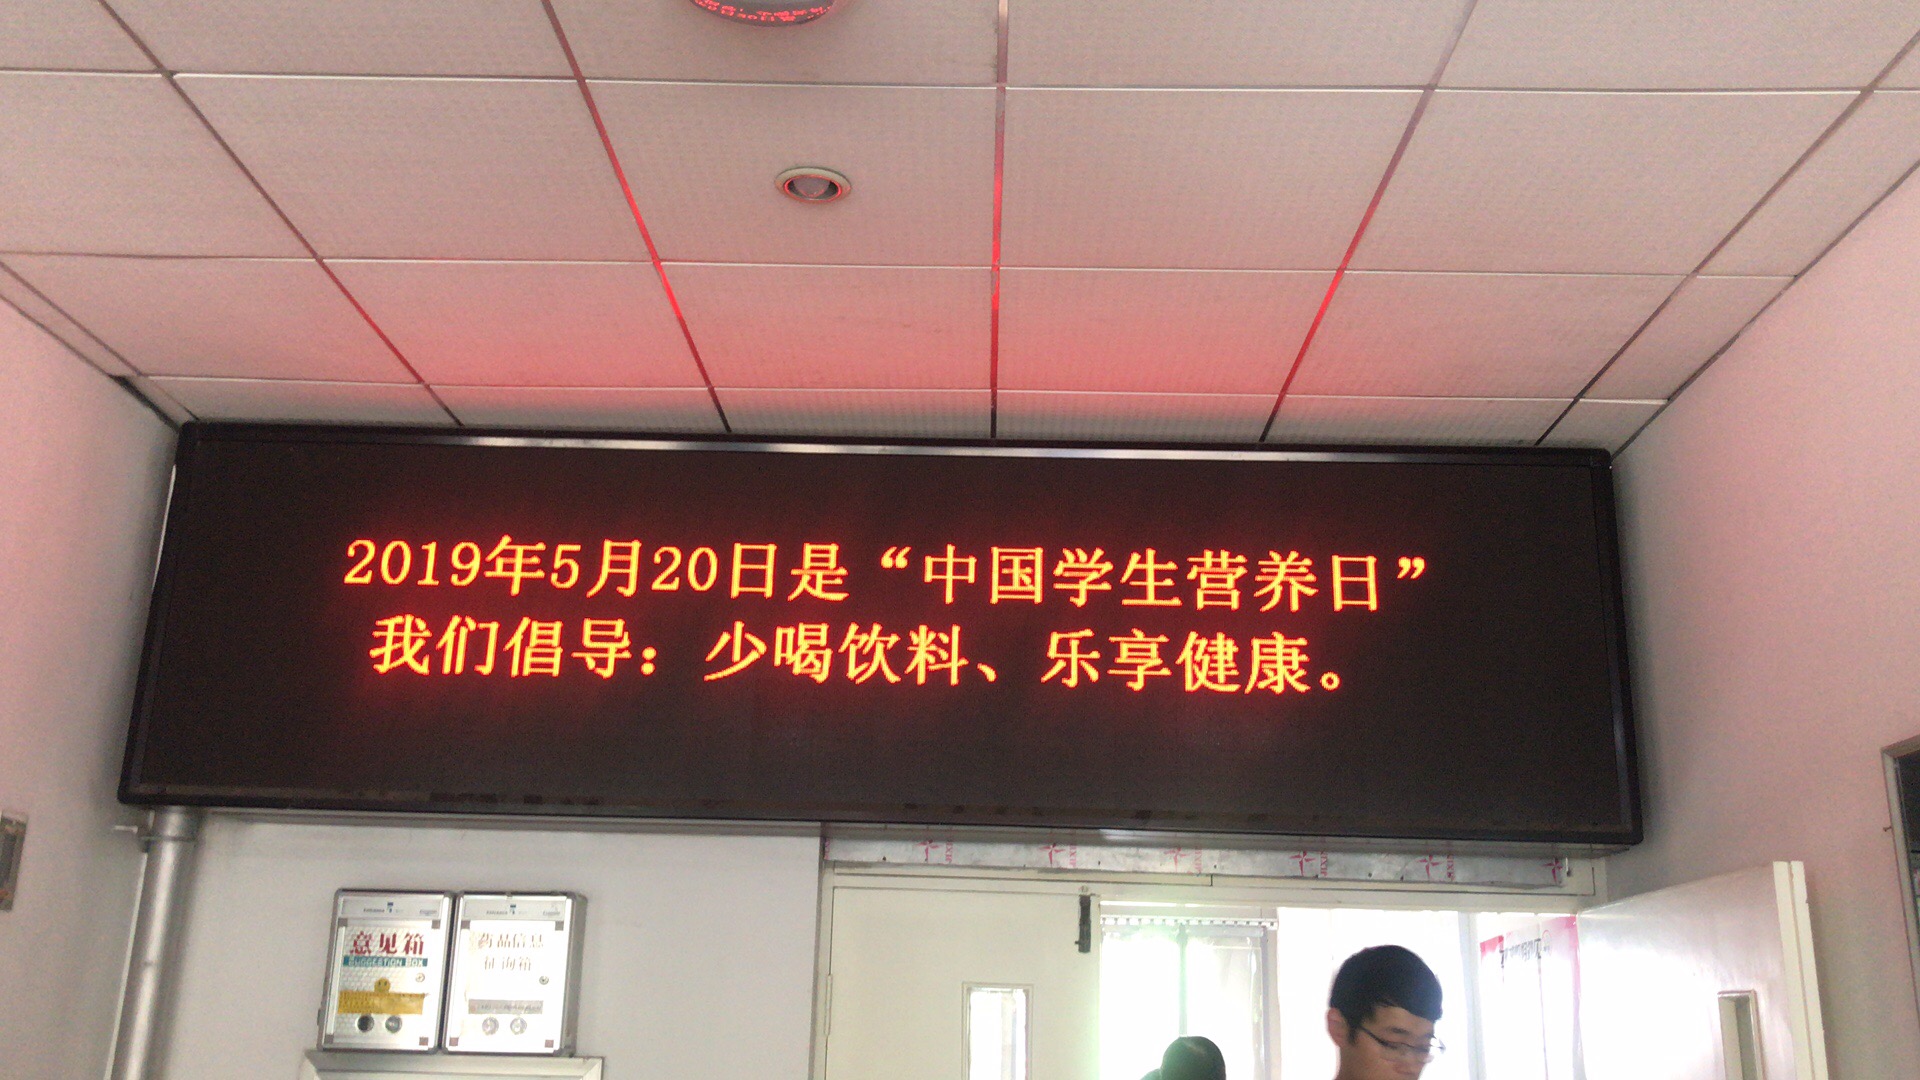 2019年5月20日是“中国学生营养日”
我们倡导：少喝饮料、乐享健康。
意见箱
SUGGESTION BOX
药品信息
征询箱